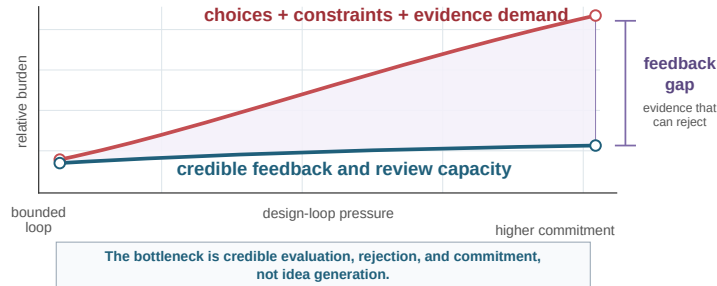 choices + constraints + evidence demand
relative burden
feedback
gap
evidence that
can reject
credible feedback and review capacity
bounded
loop
design-loop pressure
higher commitment
The bottleneck is credible evaluation, rejection, and commitment,
not idea generation.